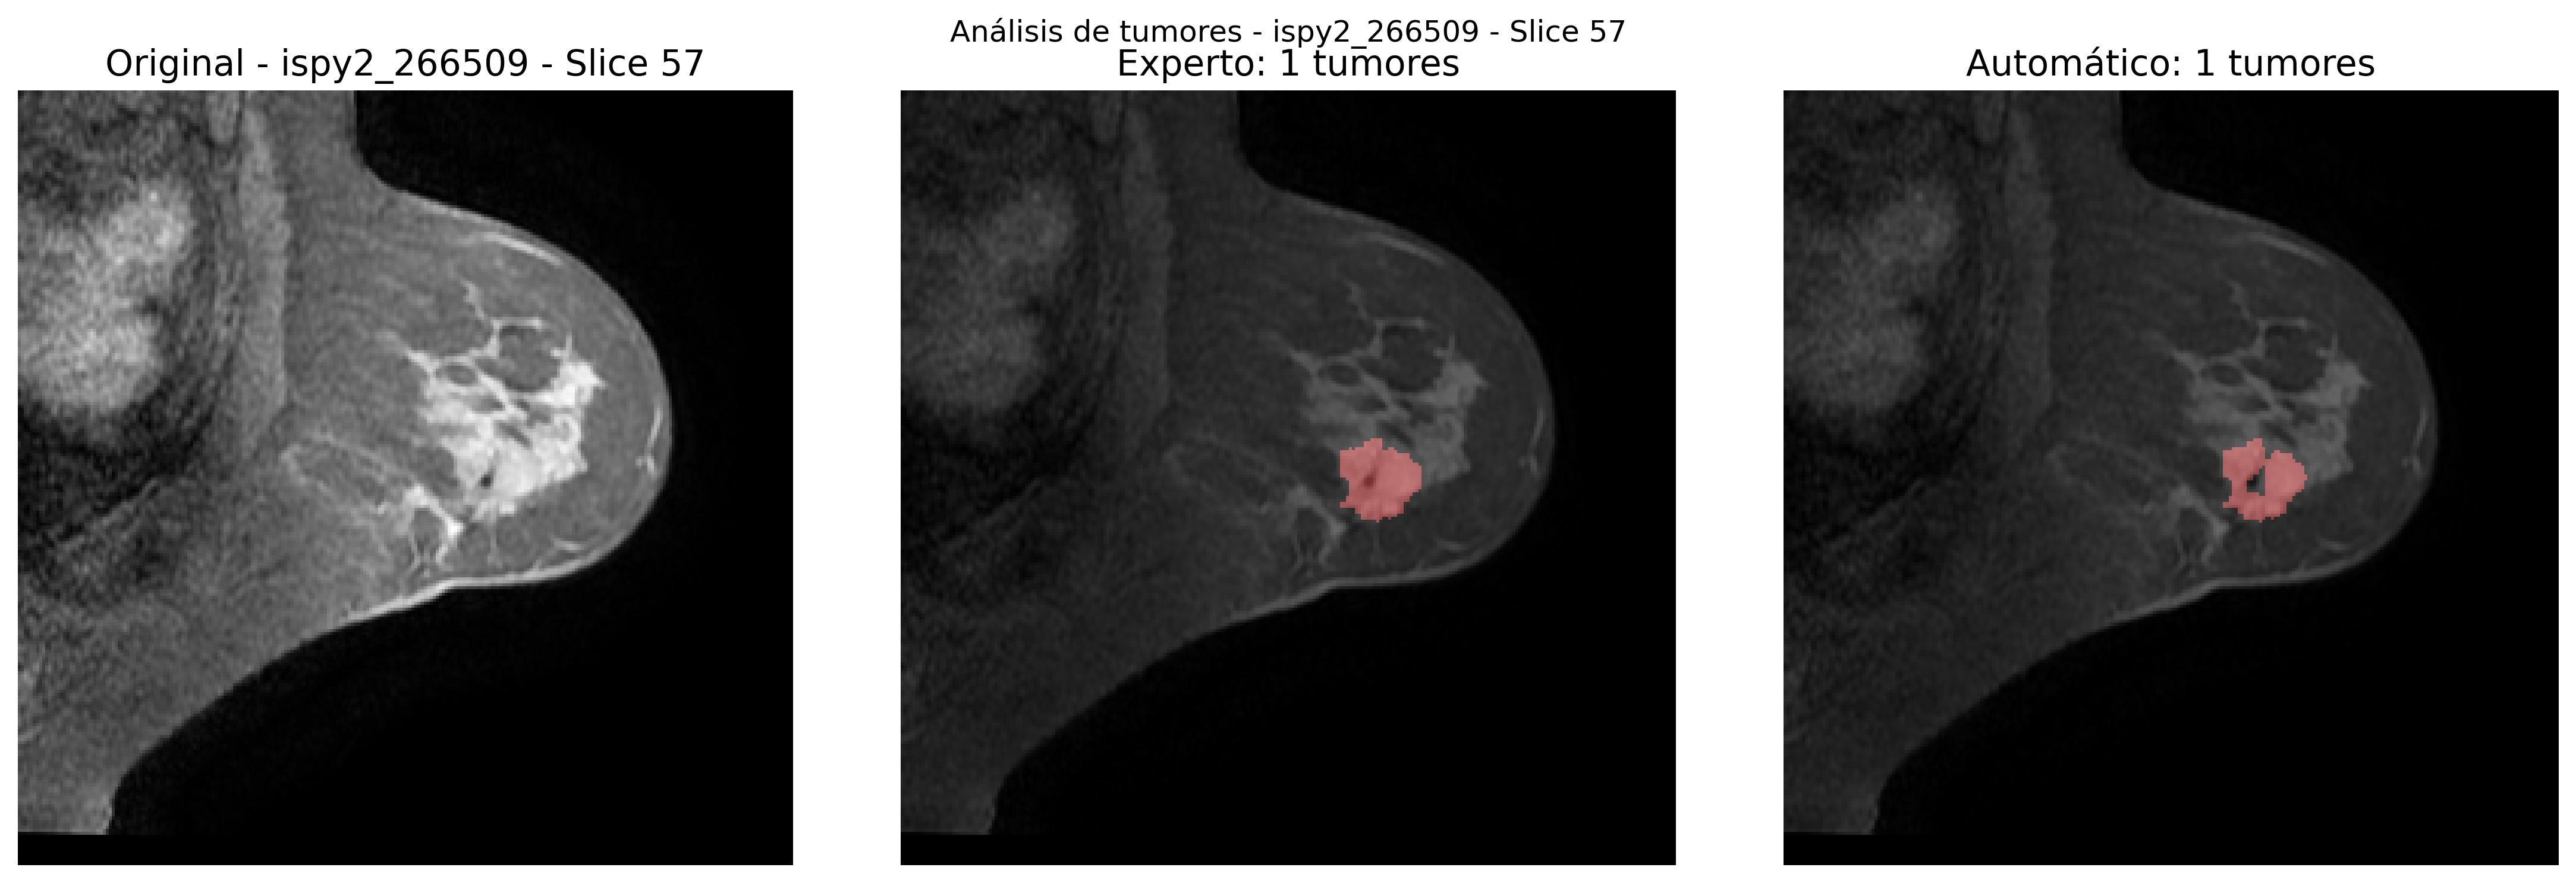 Análisis de tumores - ispy2_266509 - Slice 57
Original - ispy2_266509 - Slice 57
Experto: 1 tumores
Automático: 1 tumores